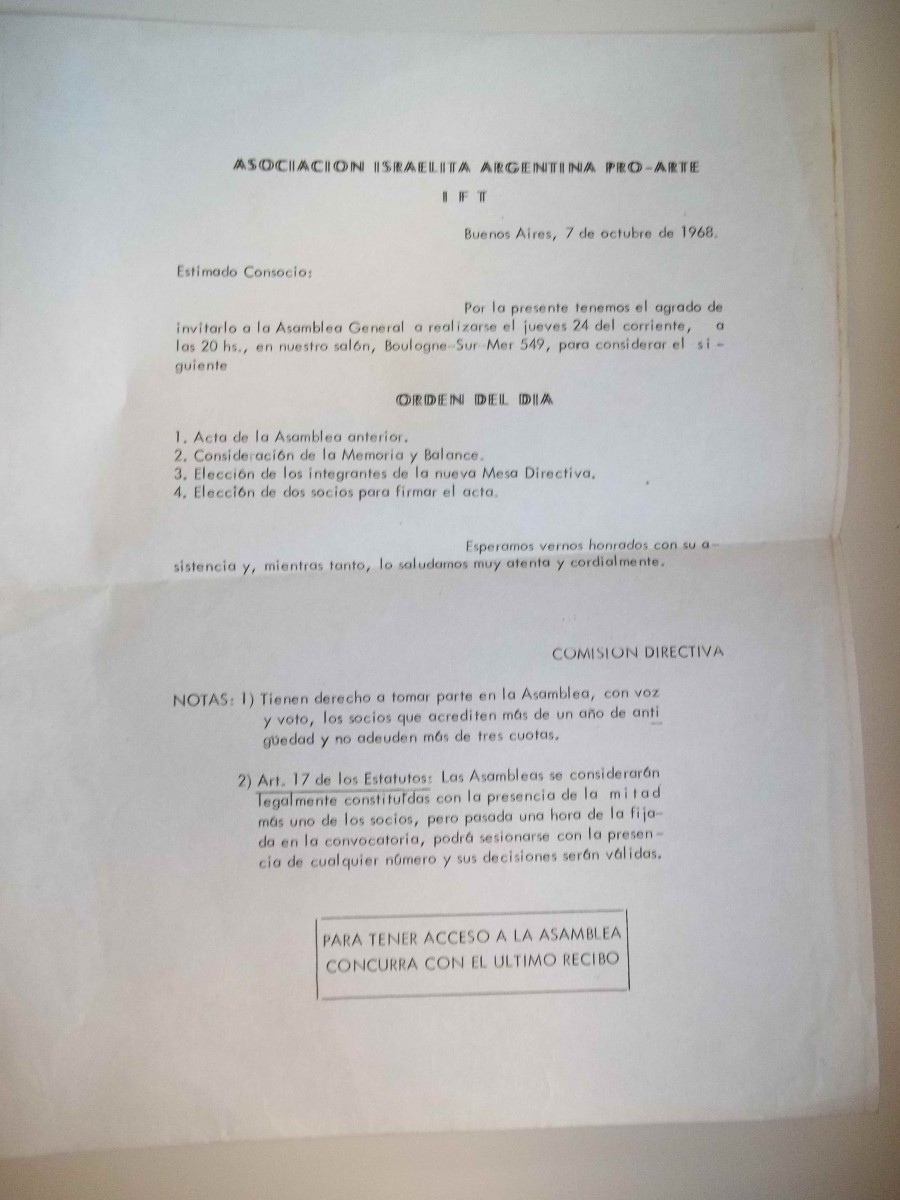 ASOCIACION ISRAELITA ARGENTINA PRO-ARTE
I F T
Buenos Aires, 7 de octubre de 1968.
Estimado Consocio:
Por la presente tenemos el agrado de
invitarlo a la Asamblea General a realizarse el jueves 24 del corriente, a
las 20 hs., en nuestro salón, Boulogne-Sur-Mer 549, para considerar el si-
guiente
ORDEN DEL DIA
1. Acta de la Asamblea anterior.
2. Consideración de la Memoria y Balance.
3. Elección de los integrantes de la nueva Mesa Directiva.
4. Elección de dos socios para firmar el acta.
Esperamos vernos honrados con su a-
sistencia y, mientras tanto, lo saludamos muy atenta y cordialmente.
COMISION DIRECTIVA
NOTAS: 1) Tienen derecho a tomar parte en la Asamblea, con voz
y voto, los socios que acrediten más de un año de anti
güedad y no adeuden más de tres cuotas.
2) Art. 17 de los Estatutos: Las Asambleas se considerarán
legalmente constituídas con la presencia de la mitad
más uno de los socios, pero pasada una hora de la fija-
da en la convocatoria, podrá sesionarse con la presen-
cia de cualquier número y sus decisiones serán válidas.
PARA TENER ACCESO A LA ASAMBLEA
CONCURRA CON EL ULTIMO RECIBO